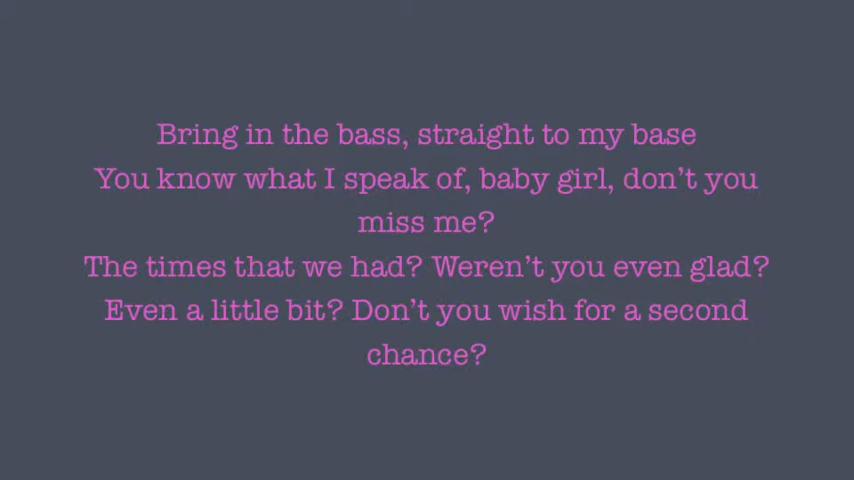 Bring in the bass, straight to my base
You know what I speak of, baby girl, don’t you
miss me?
The times that we had? Weren’t you even glad?
Even a little bit? Don’t you wish for a second
chance?